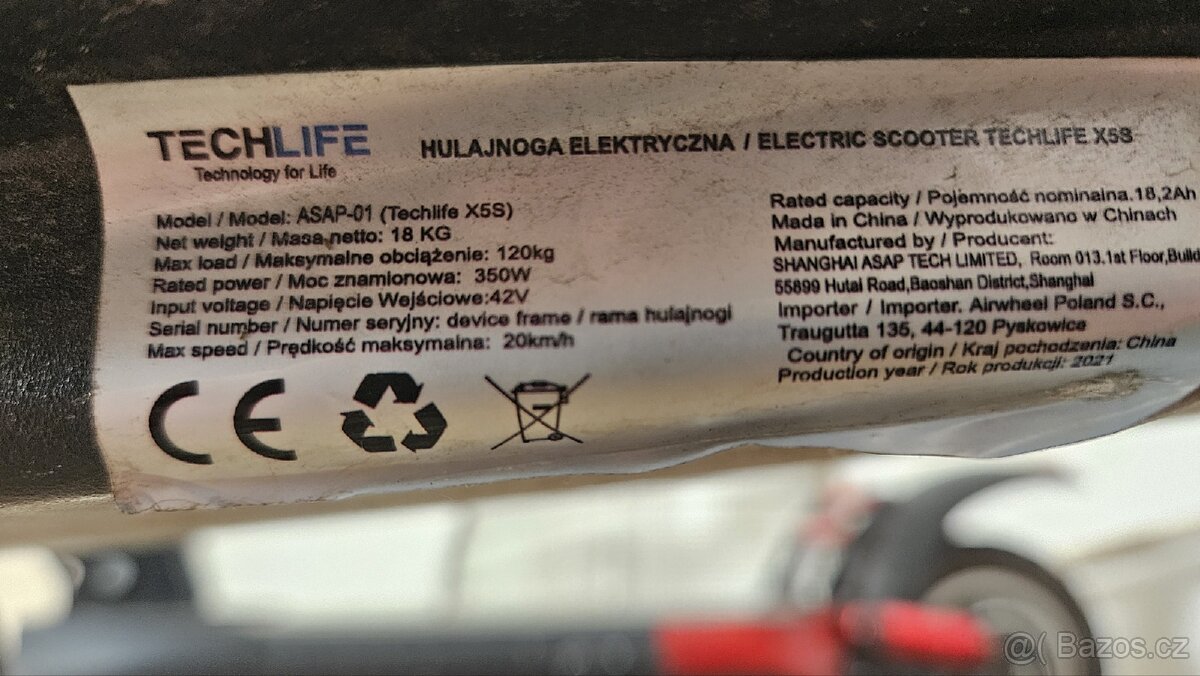 TECHLIFE
Technology for Life
HULAJNOGA ELEKTRYCZNA / ELECTRIC SCOOTER TECHLIFE X5S
Model / Model: ASAP-01 (Techlife X5S)
Net weight / Masa netto: 18 KG
Max load / Maksymalne obciążenie: 120kg
Rated power / Moc znamionowa: 350W
Input voltage / Napięcie Wejściowe:42V
Serial number / Numer seryjny: device frame / rama hulajnogi
Max speed / Prędkość maksymalna: 20km/h
CE
Rated capacity / Pojemność nominalna.18,2Ah
Made in China / Wyprodukowano w Chinach
Manufactured by / Producent:
SHANGHAI ASAP TECH LIMITED, Room 013.1st Floor,Build
55899 Hutai Road,Baoshan District,Shanghai
Importer / Importer. Airwheel Poland S.C.,
Traugutta 135, 44-120 Pyskowice
Country of origin / Kraj pochodzenia: China
Production year / Rok produkcji: 2021
@( Bazos.cz